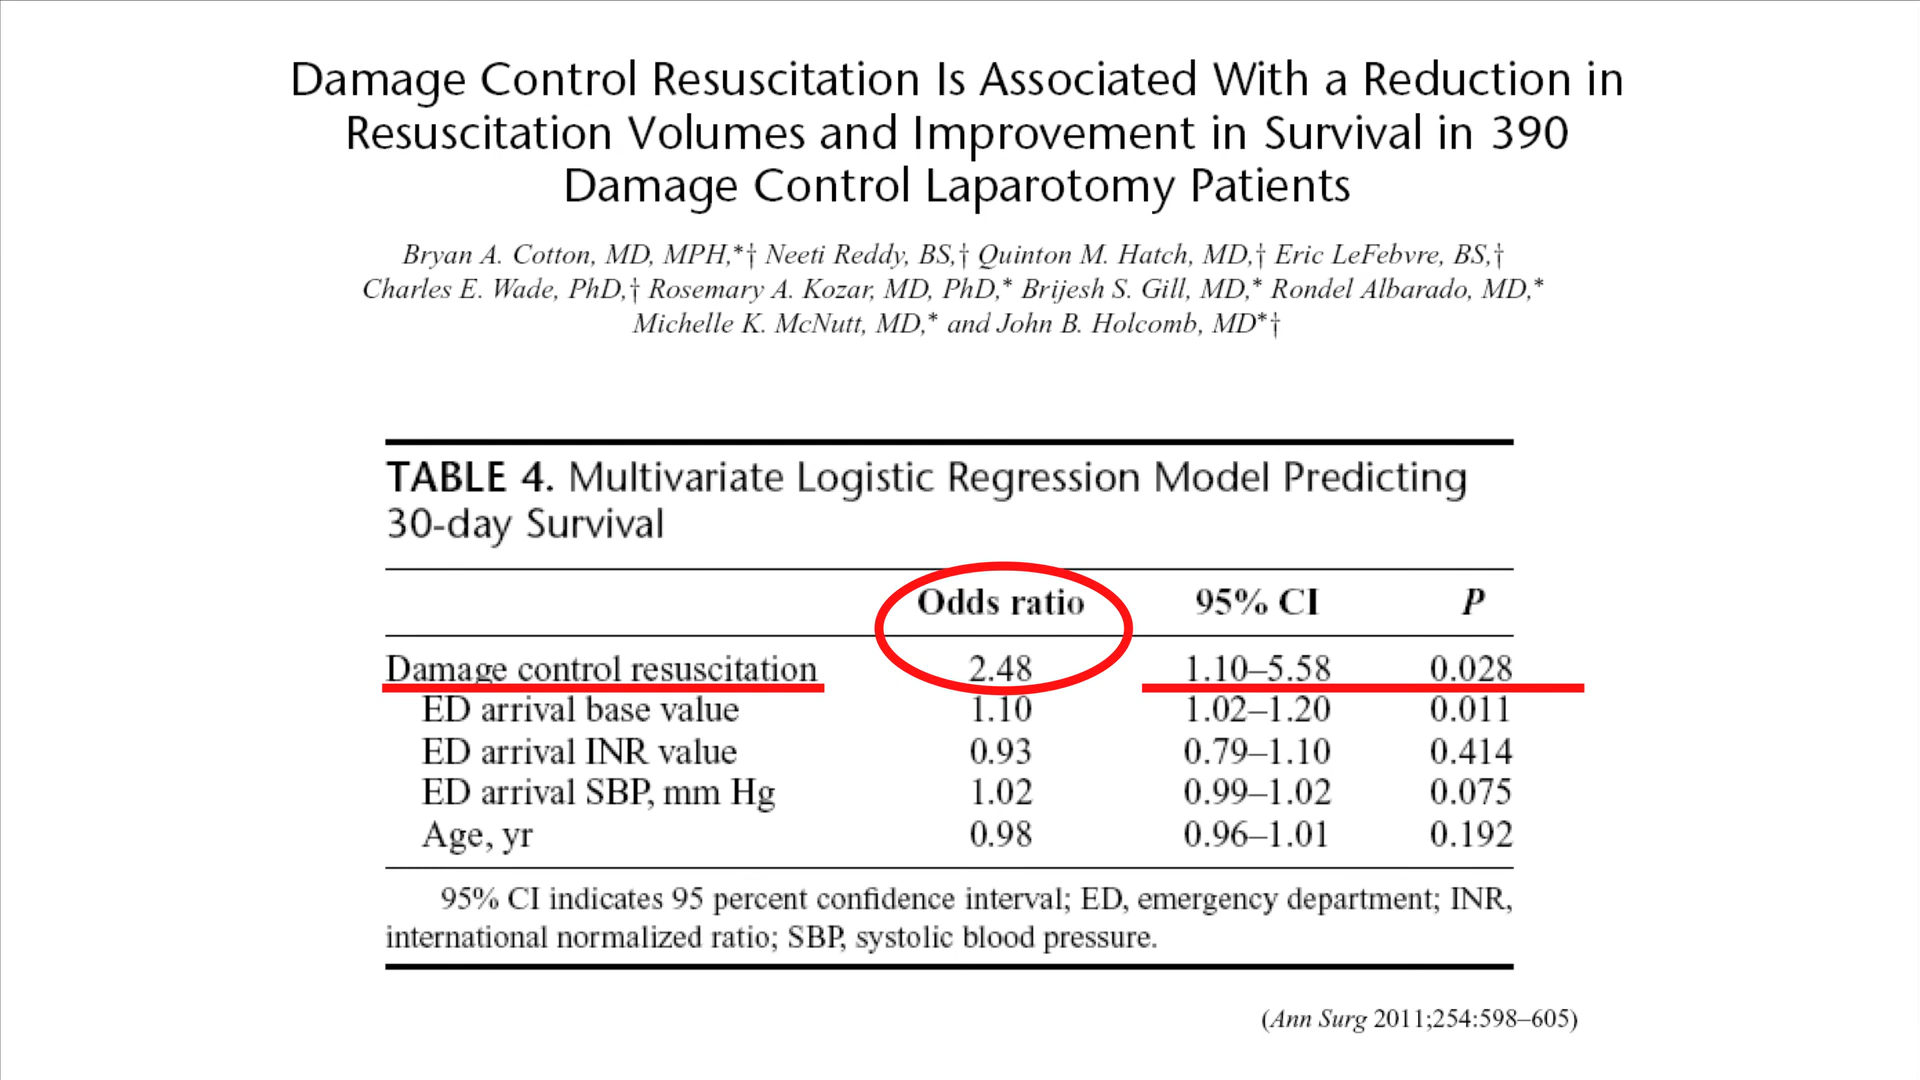 Damage Control Resuscitation Is Associated With a Reduction in
Resuscitation Volumes and Improvement in Survival in 390
Damage Control Laparotomy Patients
Bryan A. Cotton, MD, MPH,*† Neeti Reddy, BS,† Quinton M. Hatch, MD,† Eric LeFebvre, BS,†
Charles E. Wade, PhD,† Rosemary A. Kozar, MD, PhD,* Brijesh S. Gill, MD,* Rondel Albarado, MD,*
Michelle K. McNutt, MD,* and John B. Holcomb, MD*†
TABLE 4. Multivariate Logistic Regression Model Predicting
30-day Survival
Odds ratio 95% CI P
Damage control resuscitation 2.48 1.10–5.58 0.028
ED arrival base value 1.10 1.02–1.20 0.011
ED arrival INR value 0.93 0.79–1.10 0.414
ED arrival SBP, mm Hg 1.02 0.99–1.02 0.075
Age, yr 0.98 0.96–1.01 0.192
95% CI indicates 95 percent confidence interval; ED, emergency department; INR,
international normalized ratio; SBP, systolic blood pressure.
(Ann Surg 2011;254:598–605)